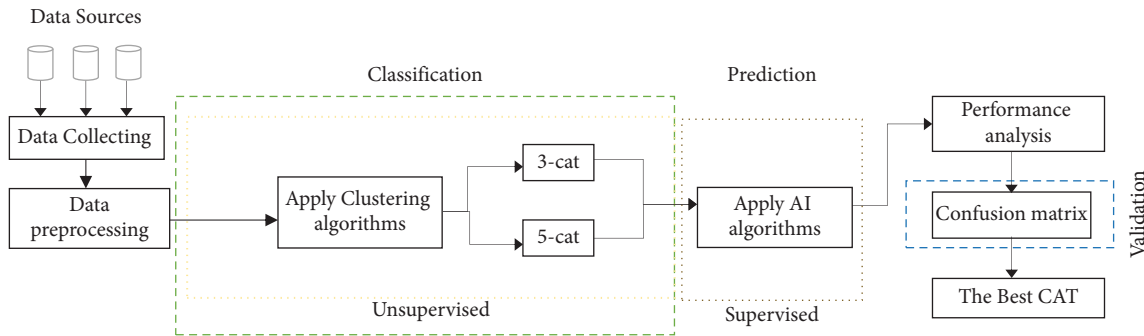 Data Sources
Data Collecting
Data
preprocessing
Classification
Apply Clustering
algorithms
3-cat
5-cat
Unsupervised
Prediction
Apply AI
algorithms
Supervised
Performance
analysis
Confusion matrix
Validation
The Best CAT